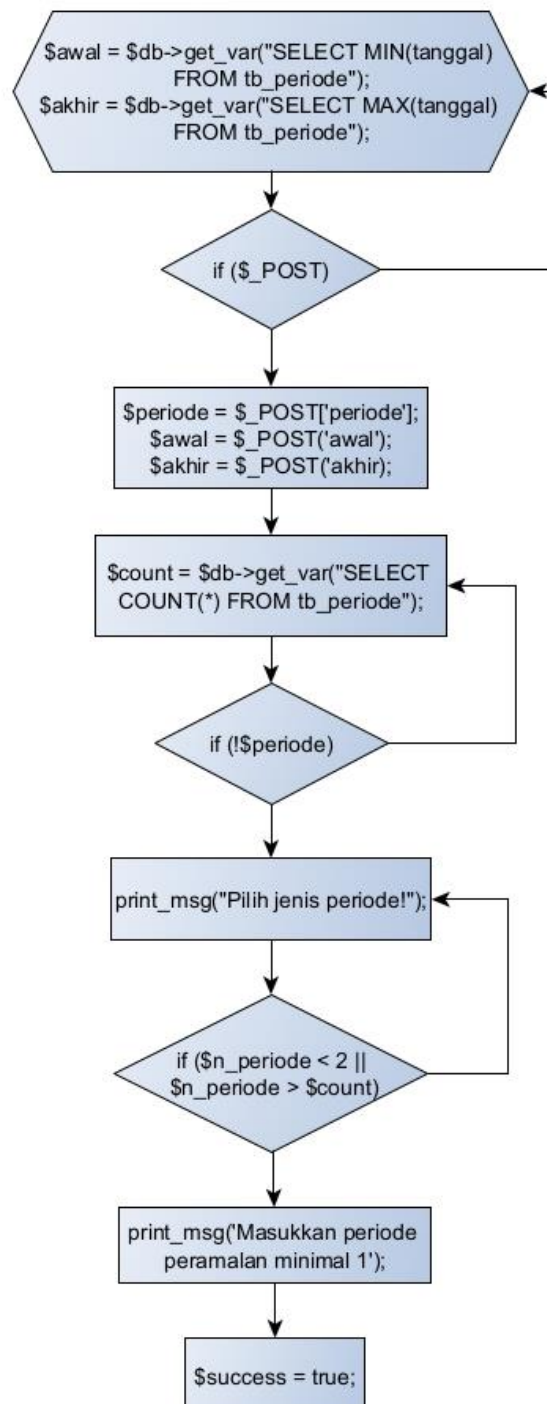 $awal = $db->get_var("SELECT MIN(tanggal)
FROM tb_periode");
$akhir = $db->get_var("SELECT MAX(tanggal)
FROM tb_periode");
if ($_POST)
$periode = $_POST['periode'];
$awal = $_POST('awal');
$akhir = $_POST('akhir);
$count = $db->get_var("SELECT
COUNT(*) FROM tb_periode");
if (!$periode)
print_msg("Pilih jenis periode!");
if ($n_periode < 2 ||
$n_periode > $count)
print_msg('Masukkan periode
peramalan minimal 1');
$success = true;